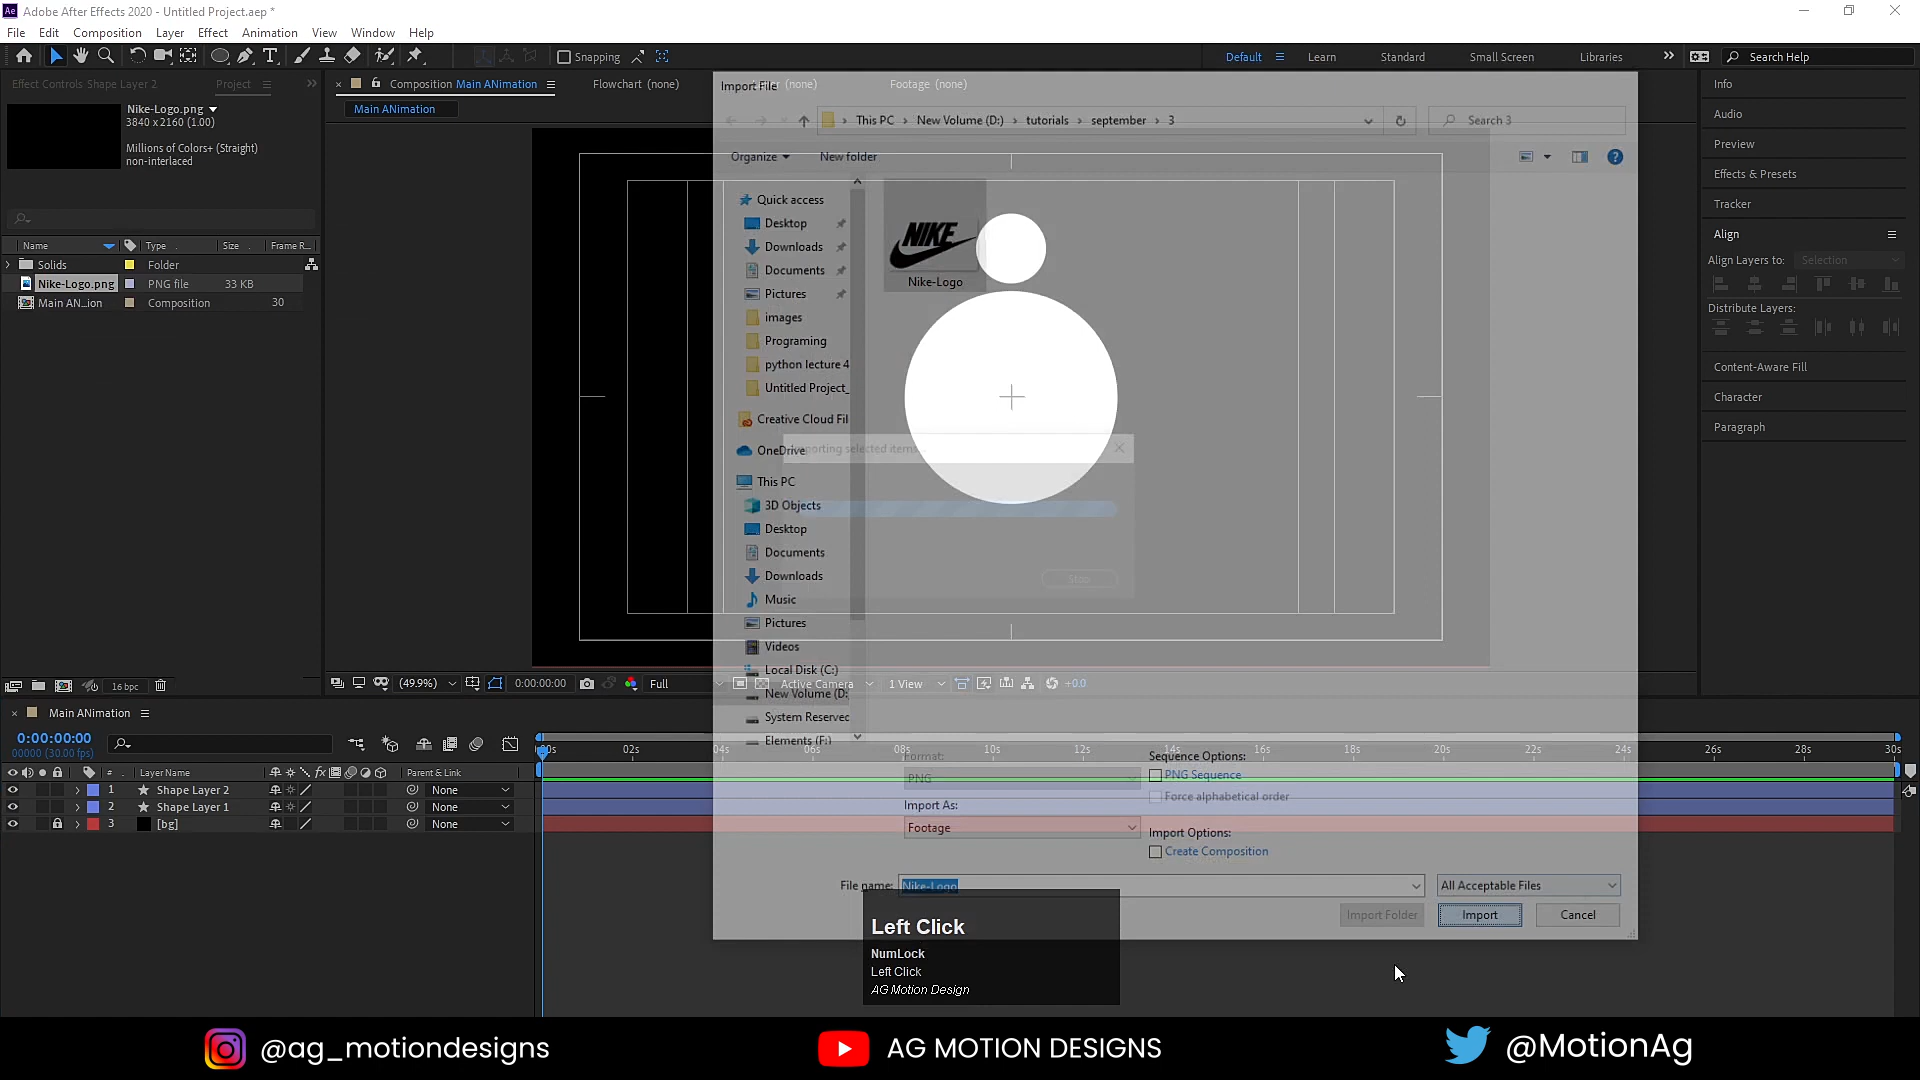 Adobe After Effects 2020 - Untitled Project.aep *
File Edit Composition Layer Effect Animation View Window Help
Snapping
Default Learn Standard Small Screen Libraries Search Help
Effect Controls Shape Layer 2 Project
Nike-Logo.png
3840 x 2160 (1.00)
Millions of Colors+ (Straight)
non-interlaced
Name Type Size Frame R...
Solids Folder
Nike-Logo.png PNG file 33 KB
Main AN...ion Composition 30
16 bpc
Composition Main ANimation
Flowchart (none)
(none)
Footage (none)
Main ANimation
Import File
This PC New Volume (D:) tutorials september 3
Search 3
Organize New folder
Quick access
Desktop
Downloads
Documents
Pictures
images
Programing
python lecture 4
Untitled Project_
Creative Cloud Fil
OneDrive
This PC
3D Objects
Desktop
Documents
Downloads
Music
Pictures
Videos
Local Disk (C:)
New Volume (D:
System Reserved
Elements (F:)
NIKE
Nike-Logo
Importing selected items...
Stop
Format:
PNG
Import As:
Footage
Sequence Options:
PNG Sequence
Force alphabetical order
Import Options:
Create Composition
File name: Nike-Logo
All Acceptable Files
Import Folder Import Cancel
(49.9%) 0:00:00:00 Full Active Camera 1 View +0.0
Info
Audio
Preview
Effects & Presets
Tracker
Align
Align Layers to: Selection
Distribute Layers:
Content-Aware Fill
Character
Paragraph
Main ANimation
0:00:00:00
00000 (30.00 fps)
00s 02s 04s 06s 08s 10s 12s 14s 16s 18s 20s 22s 24s 26s 28s 30s
# Layer Name fx Parent & Link
1 Shape Layer 2 None
2 Shape Layer 1 None
3 [bg] None
Left Click
NumLock
Left Click
AG Motion Design
@ag_motiondesigns
AG MOTION DESIGNS
@MotionAg